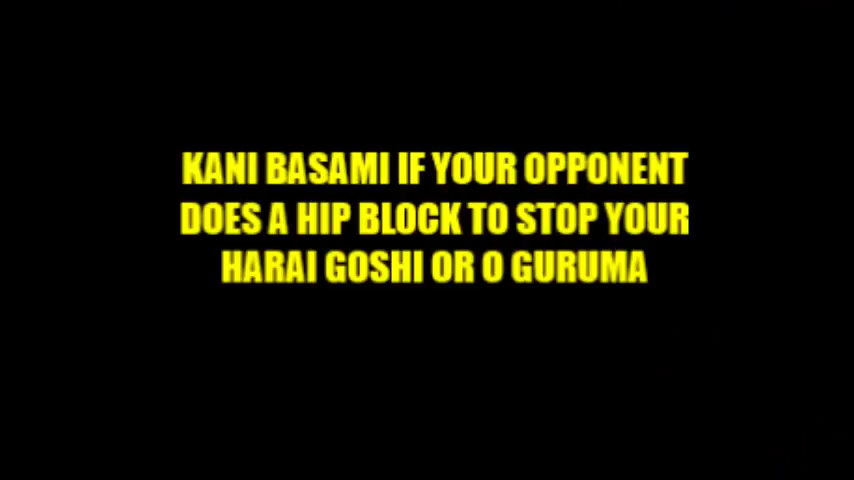 KANI BASAMI IF YOUR OPPONENT
DOES A HIP BLOCK TO STOP YOUR
HARAI GOSHI OR O GURUMA